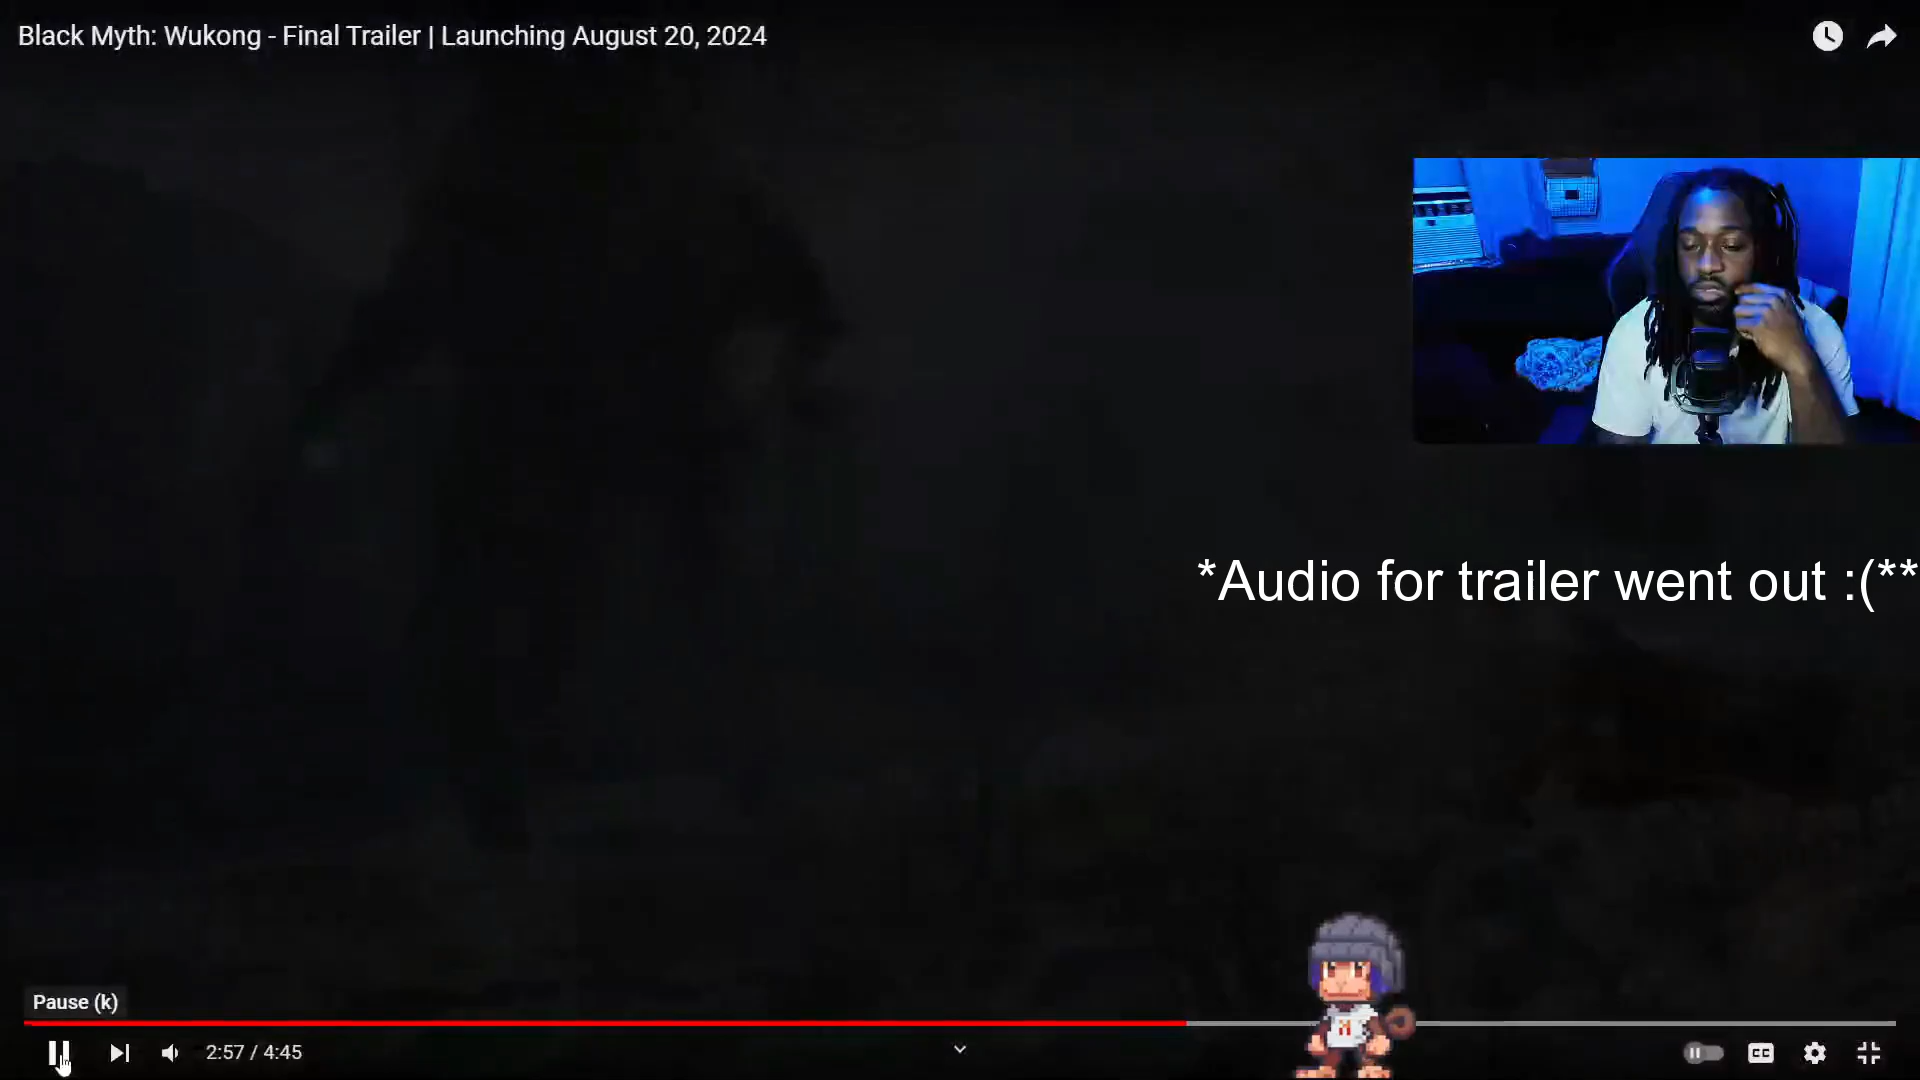 Black Myth: Wukong - Final Trailer | Launching August 20, 2024
*Audio for trailer went out :(**
Pause (k)
2:57 / 4:45
CC